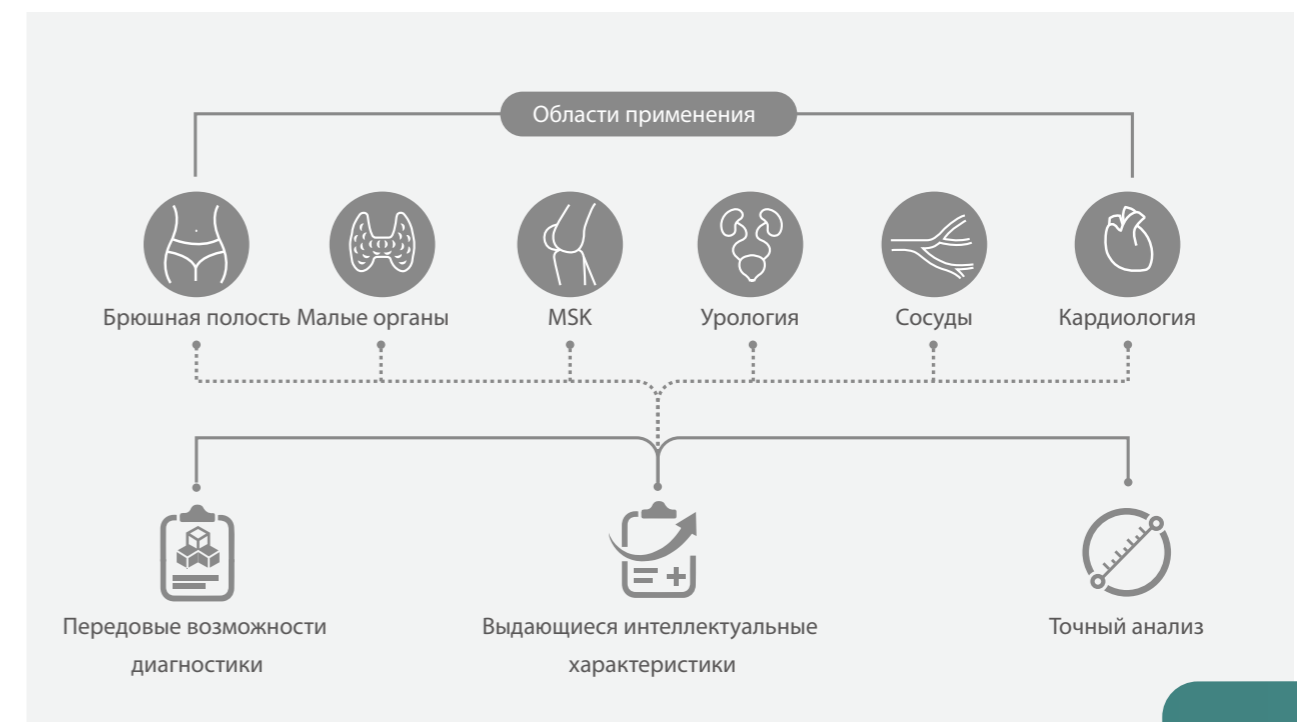 Области применения
Брюшная полость
Малые органы
MSK
Урология
Сосуды
Кардиология
Передовые возможности
диагностики
Выдающиеся интеллектуальные
характеристики
Точный анализ